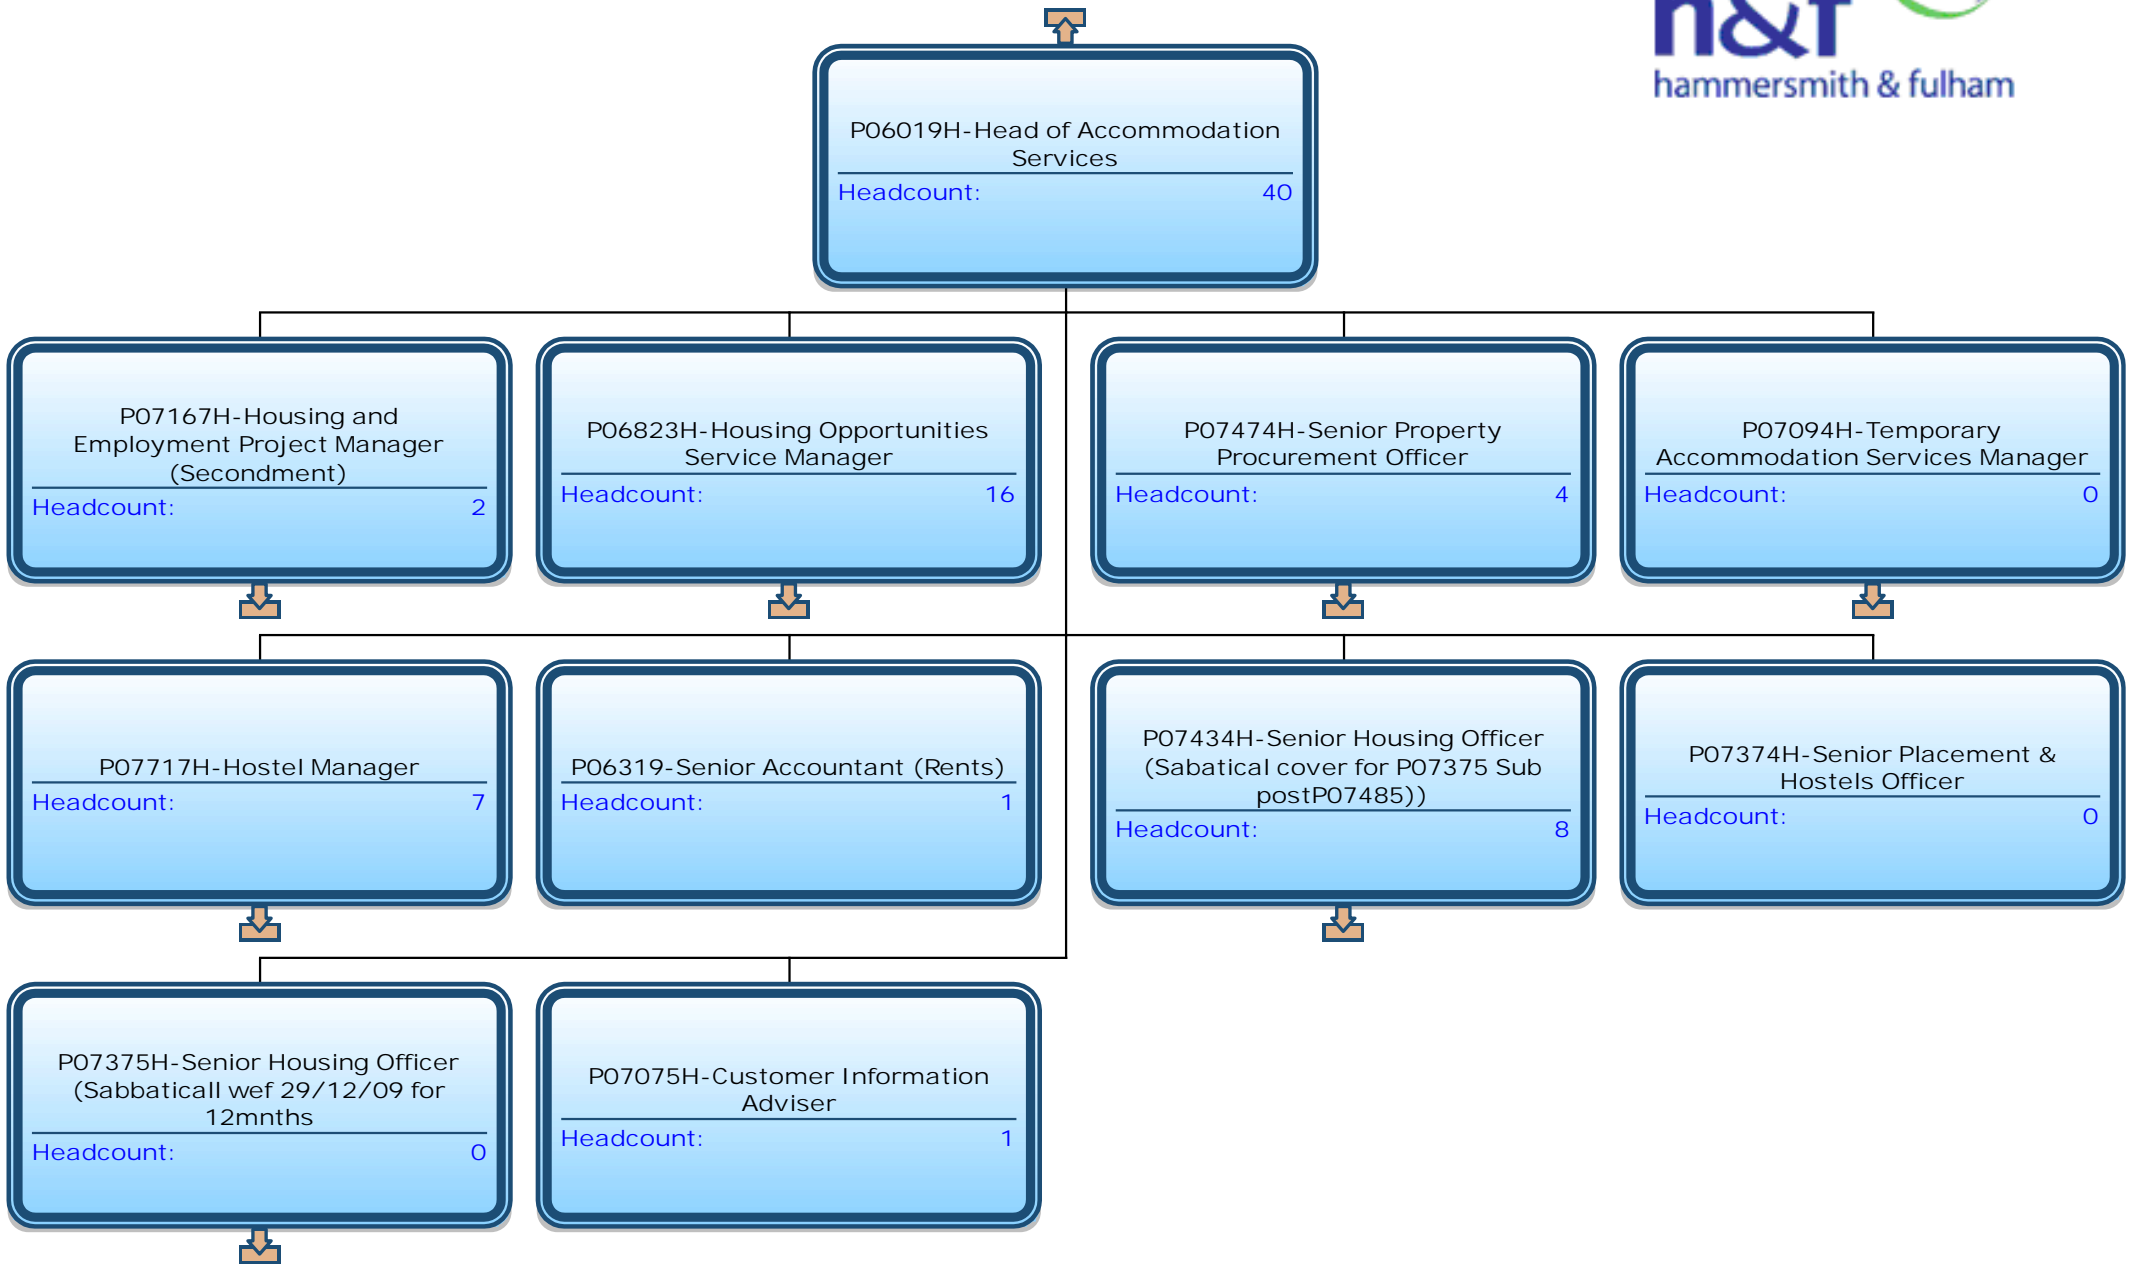 h&f
hammersmith & fulham
P06019H-Head of Accommodation
Services
Headcount: 40
P07167H-Housing and
Employment Project Manager
(Secondment)
Headcount: 2
P06823H-Housing Opportunities
Service Manager
Headcount: 16
P07474H-Senior Property
Procurement Officer
Headcount: 4
P07094H-Temporary
Accommodation Services Manager
Headcount: 0
P07717H-Hostel Manager
Headcount: 7
P06319-Senior Accountant (Rents)
Headcount: 1
P07434H-Senior Housing Officer
(Sabatical cover for P07375 Sub
postP07485))
Headcount: 8
P07374H-Senior Placement &
Hostels Officer
Headcount: 0
P07375H-Senior Housing Officer
(Sabbaticall wef 29/12/09 for
12mnths
Headcount: 0
P07075H-Customer Information
Adviser
Headcount: 1